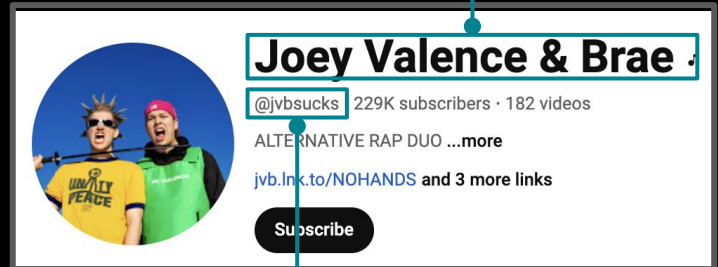 Joey Valence & Brae ♪
@jvbsucks 229K subscribers · 182 videos
ALTERNATIVE RAP DUO ...more
jvb.lnk.to/NOHANDS and 3 more links
Subscribe
UNITY
PEACE